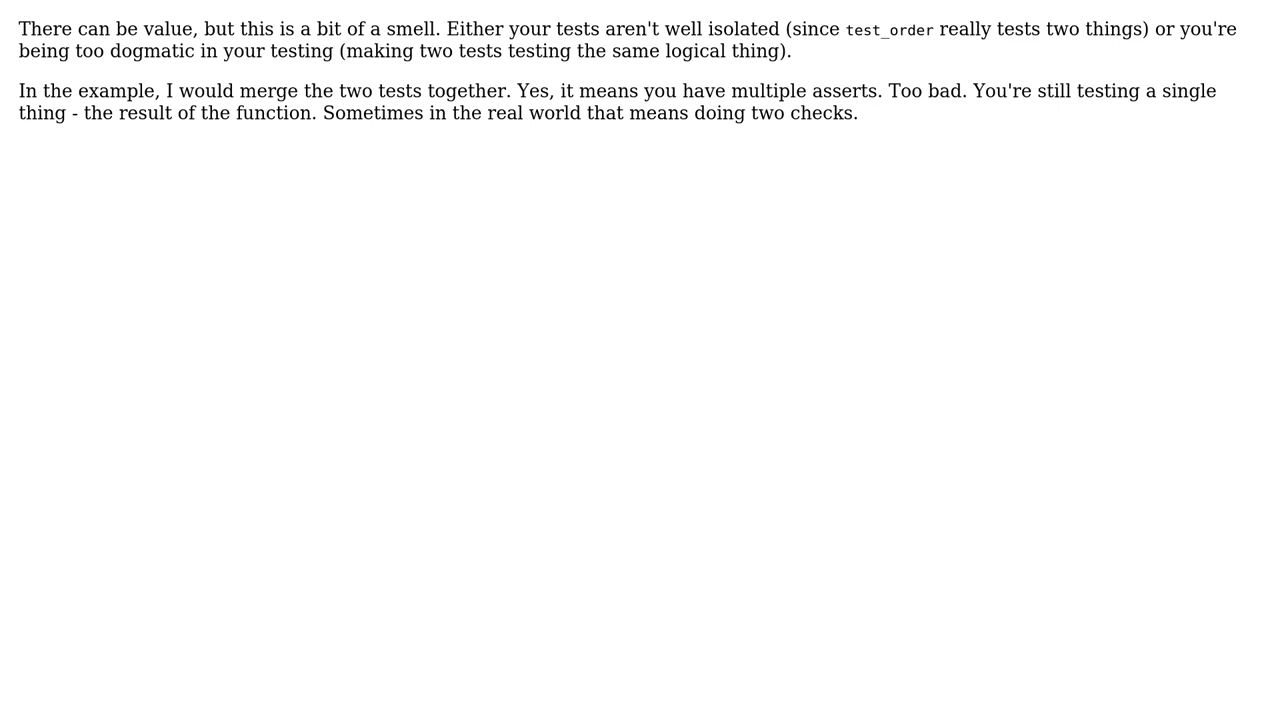 There can be value, but this is a bit of a smell. Either your tests aren't well isolated (since test_order really tests two things) or you're
being too dogmatic in your testing (making two tests testing the same logical thing).
In the example, I would merge the two tests together. Yes, it means you have multiple asserts. Too bad. You're still testing a single
thing - the result of the function. Sometimes in the real world that means doing two checks.